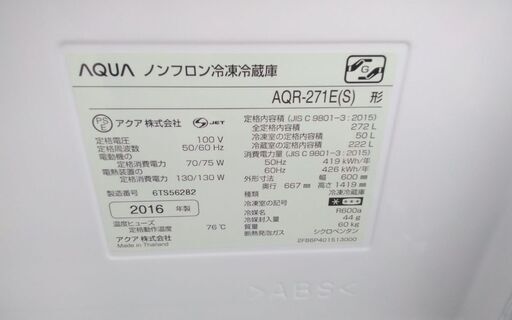 AQUA ノンフロン冷凍冷蔵庫
AQR-271E(S) 形
PS E アクア 株式会社 JET
定格電圧 100 V
定格周波数 50/60 Hz
電動機の
定格消費電力 70/75 W
電熱装置の
定格消費電力 130/130 W
製造番号 6TS56282
2016 年製
温度ヒューズ
定格動作温度 76℃
アクア 株式会社
Made in Thailand
定格内容積 (JIS C 9801-3 : 2015)
全定格内容積 272 L
冷凍室の定格内容積 50 L
冷蔵室の定格内容積 222 L
消費電力量 (JIS C 9801-3 : 2015)
50Hz 419 kWh/年
60Hz 426 kWh/年
外形寸法 幅 600 mm
奥行 667 mm 高さ 1419 mm
種類 冷凍冷蔵庫
冷凍室の記号
冷媒名 R600a
冷媒封入量 44 g
質量 60 kg
断熱発泡ガス シクロペンタン
2FB6P401513000
>ABS<